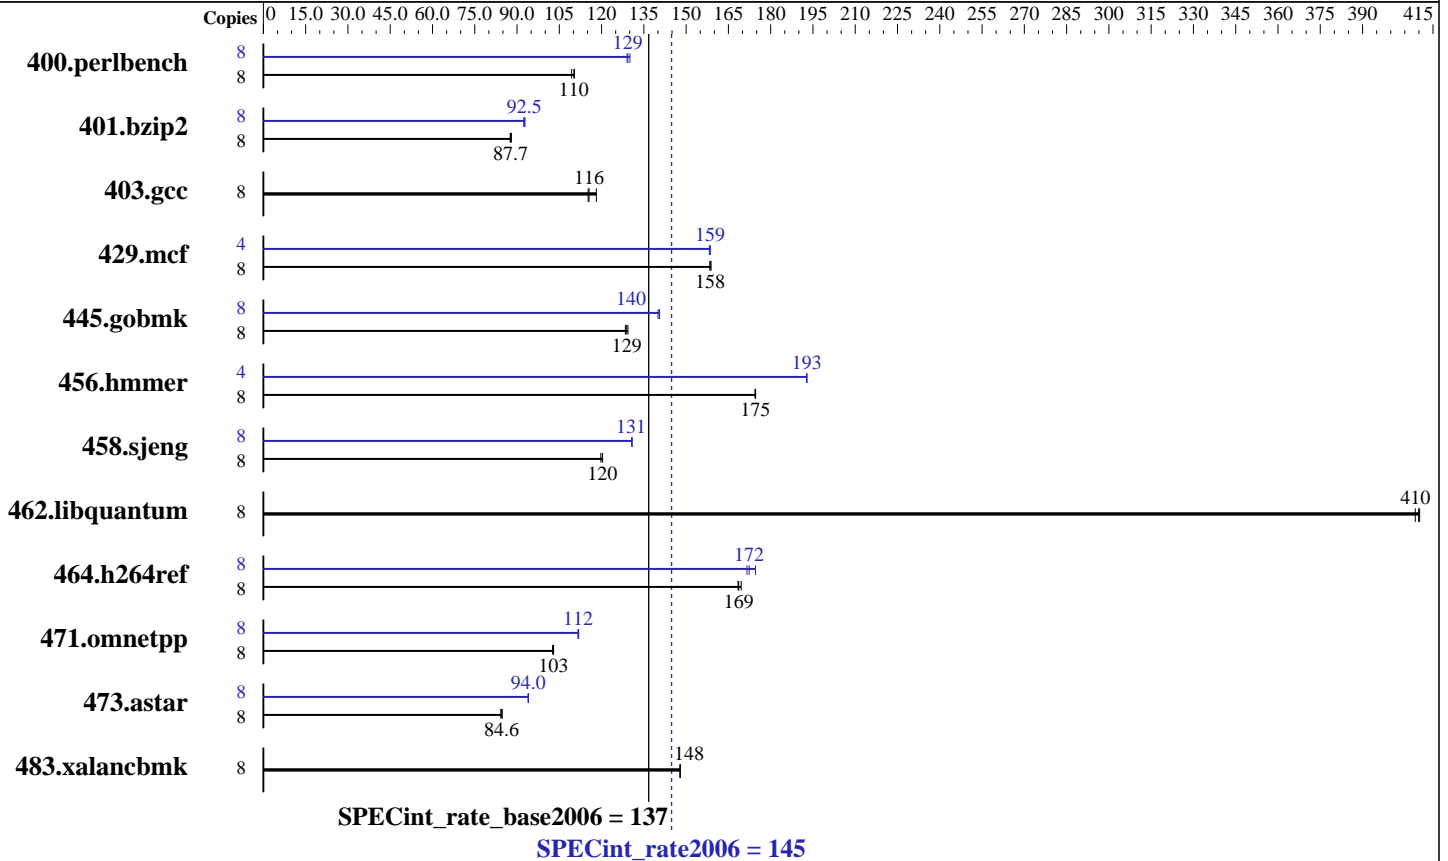 Copies 0 15.0 30.0 45.0 60.0 75.0 90.0 105 120 135 150 165 180 195 210 225 240 255 270 285 300 315 330 345 360 375 390 415
400.perlbench 8 129
8 110
401.bzip2 8 92.5
8 87.7
403.gcc 8 116
429.mcf 4 159
8 158
445.gobmk 8 140
8 129
456.hmmer 4 193
8 175
458.sjeng 8 131
8 120
462.libquantum 8 410
464.h264ref 8 172
8 169
471.omnetpp 8 112
8 103
473.astar 8 94.0
8 84.6
483.xalancbmk 8 148
SPECint_rate_base2006 = 137
SPECint_rate2006 = 145